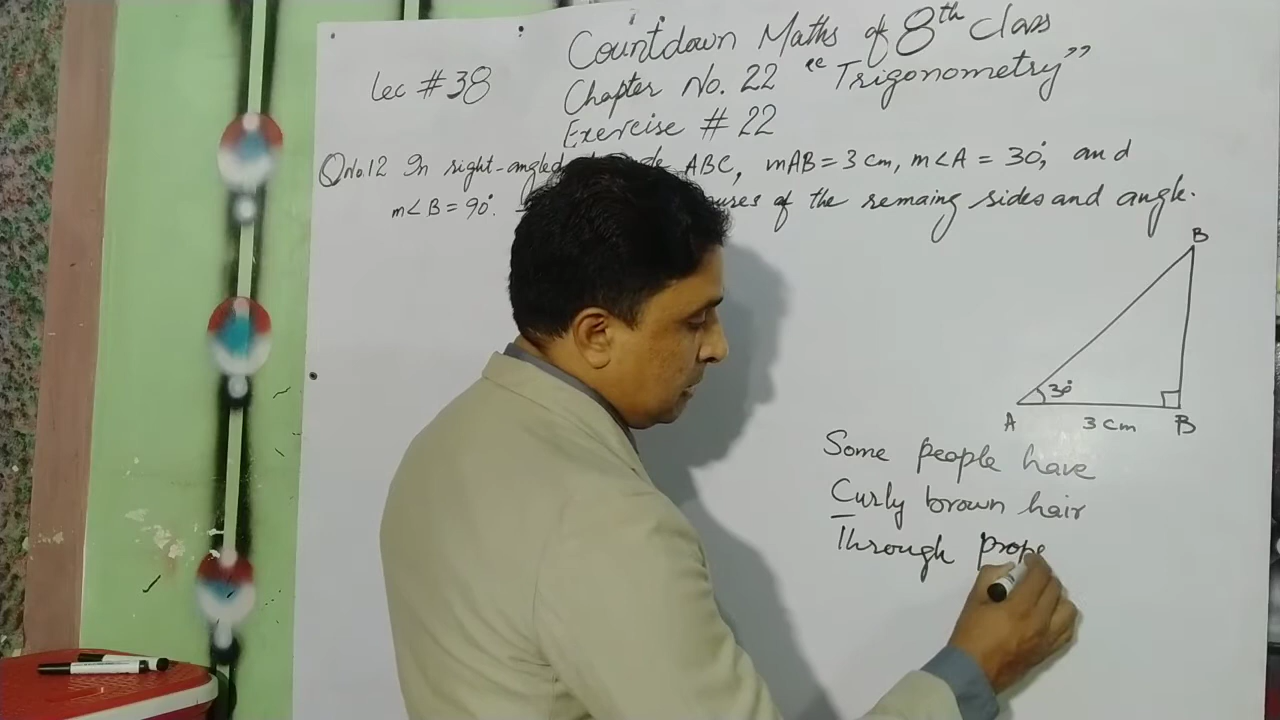 Countdown Maths of 8th Class
Lec # 38
Chapter No. 22 "Trigonometry"
Exercise # 22
QNo.12 In right-angled ABC, mAB = 3 cm, m∠A = 30°, and
m∠B = 90°. of the remaing sides and angle.
B
30°
A 3 cm B
Some people have
Curly brown hair
Through prope